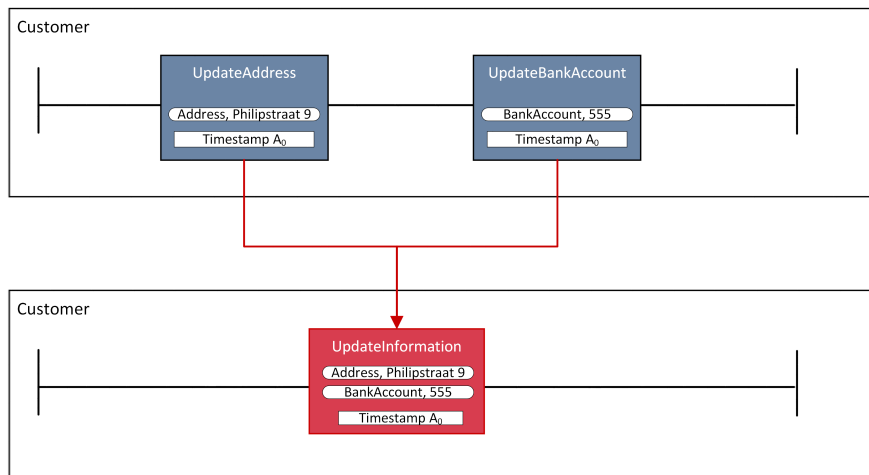 Customer
UpdateAddress
Address, Philipstraat 9
Timestamp A₀
UpdateBankAccount
BankAccount, 555
Timestamp A₀
Customer
UpdateInformation
Address, Philipstraat 9
BankAccount, 555
Timestamp A₀